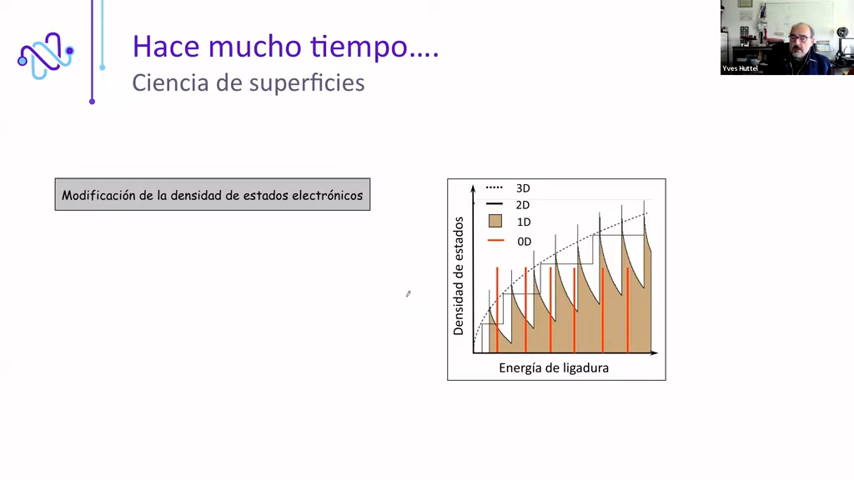 Hace mucho tiempo....
Ciencia de superficies
Yves Huttel
Modificación de la densidad de estados electrónicos
3D
2D
1D
0D
Densidad de estados
Energía de ligadura